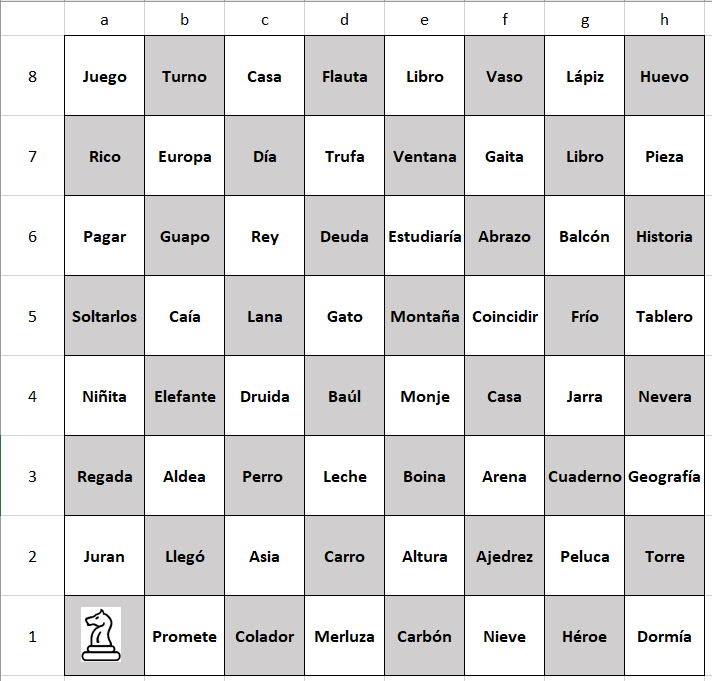 a b c d e f g h
8 Juego Turno Casa Flauta Libro Vaso Lápiz Huevo
7 Rico Europa Día Trufa Ventana Gaita Libro Pieza
6 Pagar Guapo Rey Deuda Estudiaría Abrazo Balcón Historia
5 Soltarlos Caía Lana Gato Montaña Coincidir Frío Tablero
4 Niñita Elefante Druida Baúl Monje Casa Jarra Nevera
3 Regada Aldea Perro Leche Boina Arena Cuaderno Geografía
2 Juran Llegó Asia Carro Altura Ajedrez Peluca Torre
1 Promete Colador Merluza Carbón Nieve Héroe Dormía